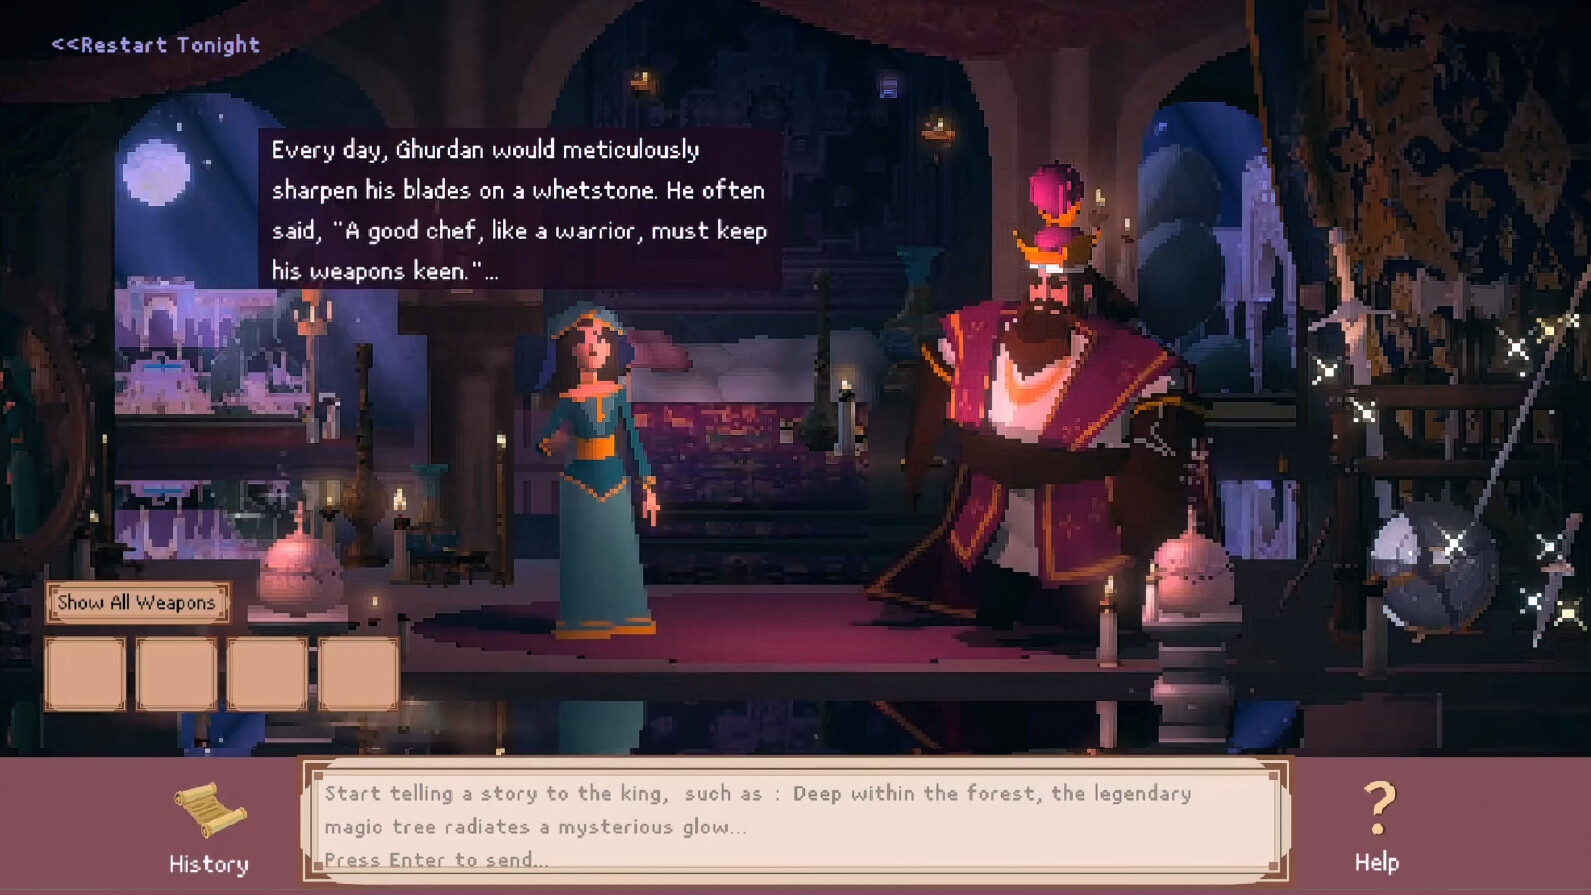 <<Restart Tonight
Every day, Ghurdan would meticulously
sharpen his blades on a whetstone. He often
said, "A good chef, like a warrior, must keep
his weapons keen."...
Show All Weapons
Start telling a story to the king, such as : Deep within the forest, the legendary
magic tree radiates a mysterious glow...
Press Enter to send...
History
Help